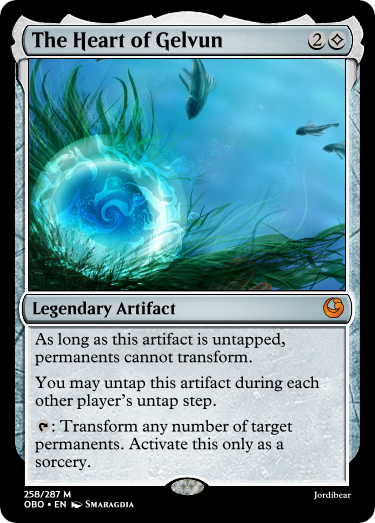 The Heart of Gelvun 2
Legendary Artifact
As long as this artifact is untapped,
permanents cannot transform.
You may untap this artifact during each
other player's untap step.
: Transform any number of target
permanents. Activate this only as a
sorcery.
258/287 M
OBO • EN Smaragdia
Jordibear